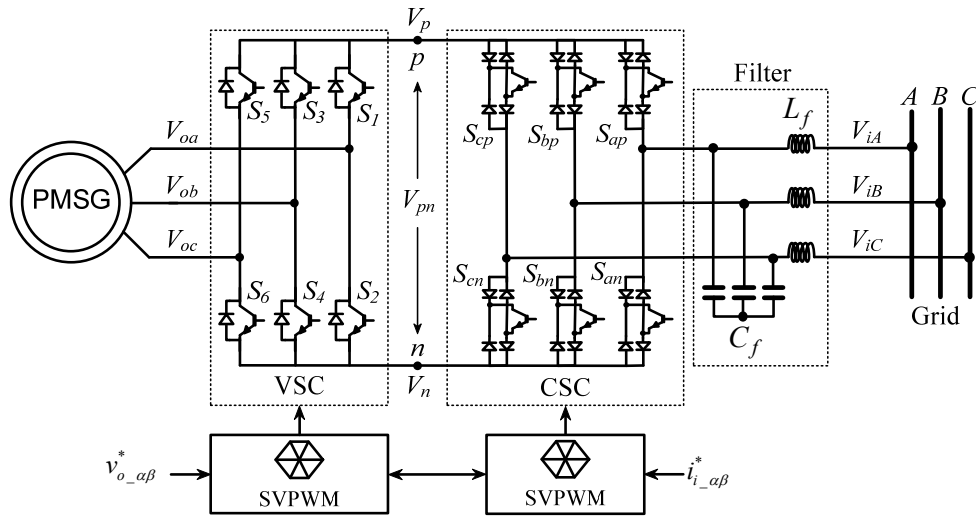 V_p
p
S_5 S_3 S_1
V_oa
V_ob
V_oc
PMSG
V_pn
S_cp S_bp S_ap
S_cn S_bn S_an
S_6 S_4 S_2
n
V_n
VSC
CSC
Filter
L_f
C_f
V_iA
V_iB
V_iC
A B C
Grid
v*_o_αβ
SVPWM
SVPWM
i*_i_αβ